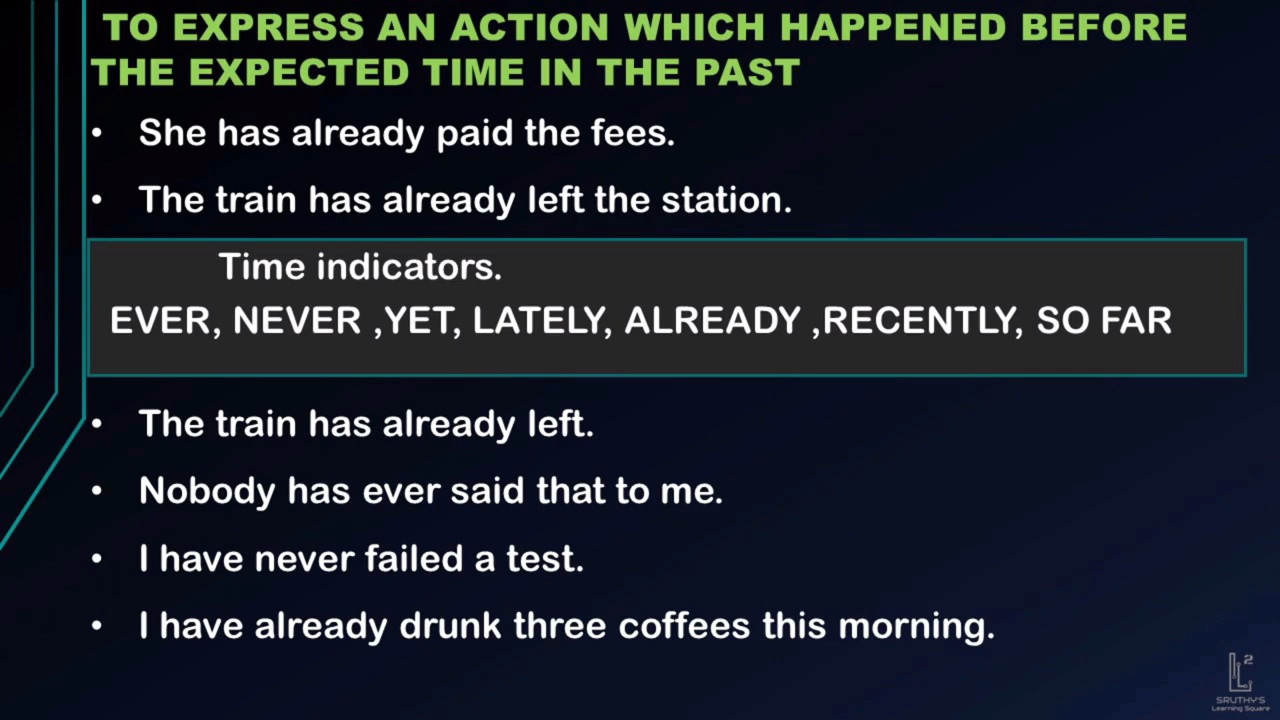 TO EXPRESS AN ACTION WHICH HAPPENED BEFORE
THE EXPECTED TIME IN THE PAST
• She has already paid the fees.
• The train has already left the station.
Time indicators.
EVER, NEVER ,YET, LATELY, ALREADY ,RECENTLY, SO FAR
• The train has already left.
• Nobody has ever said that to me.
• I have never failed a test.
• I have already drunk three coffees this morning.
L²
SRUTHY'S
Learning Square